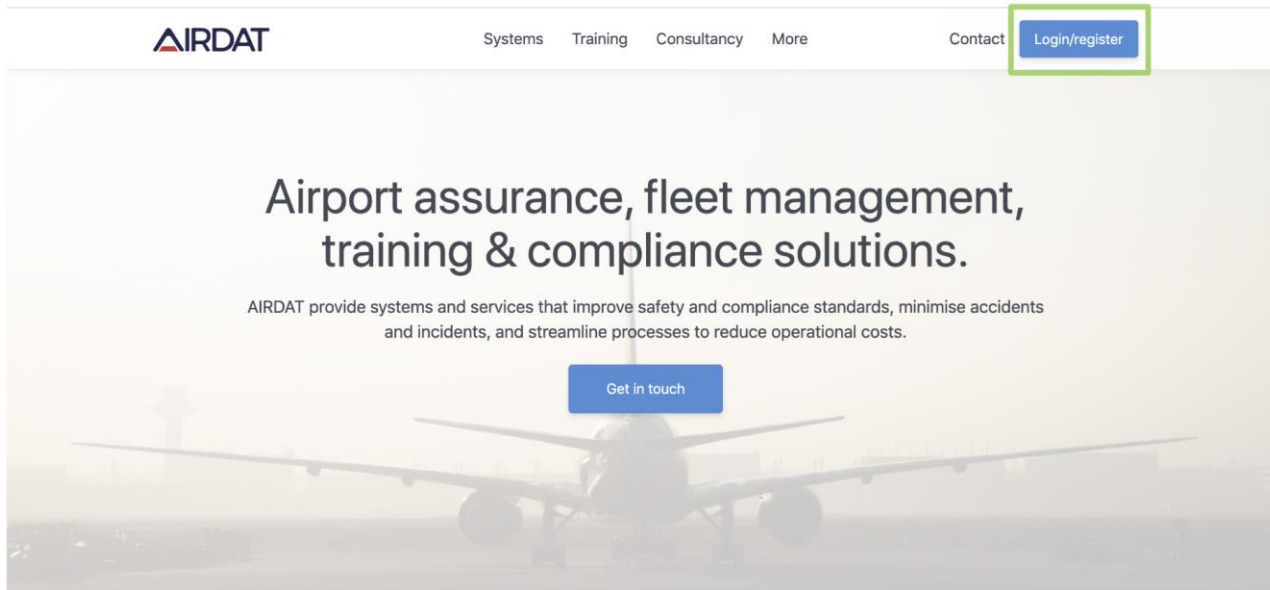 AIRDAT
Systems Training Consultancy More Contact Login/register
Airport assurance, fleet management,
training & compliance solutions.
AIRDAT provide systems and services that improve safety and compliance standards, minimise accidents
and incidents, and streamline processes to reduce operational costs.
Get in touch